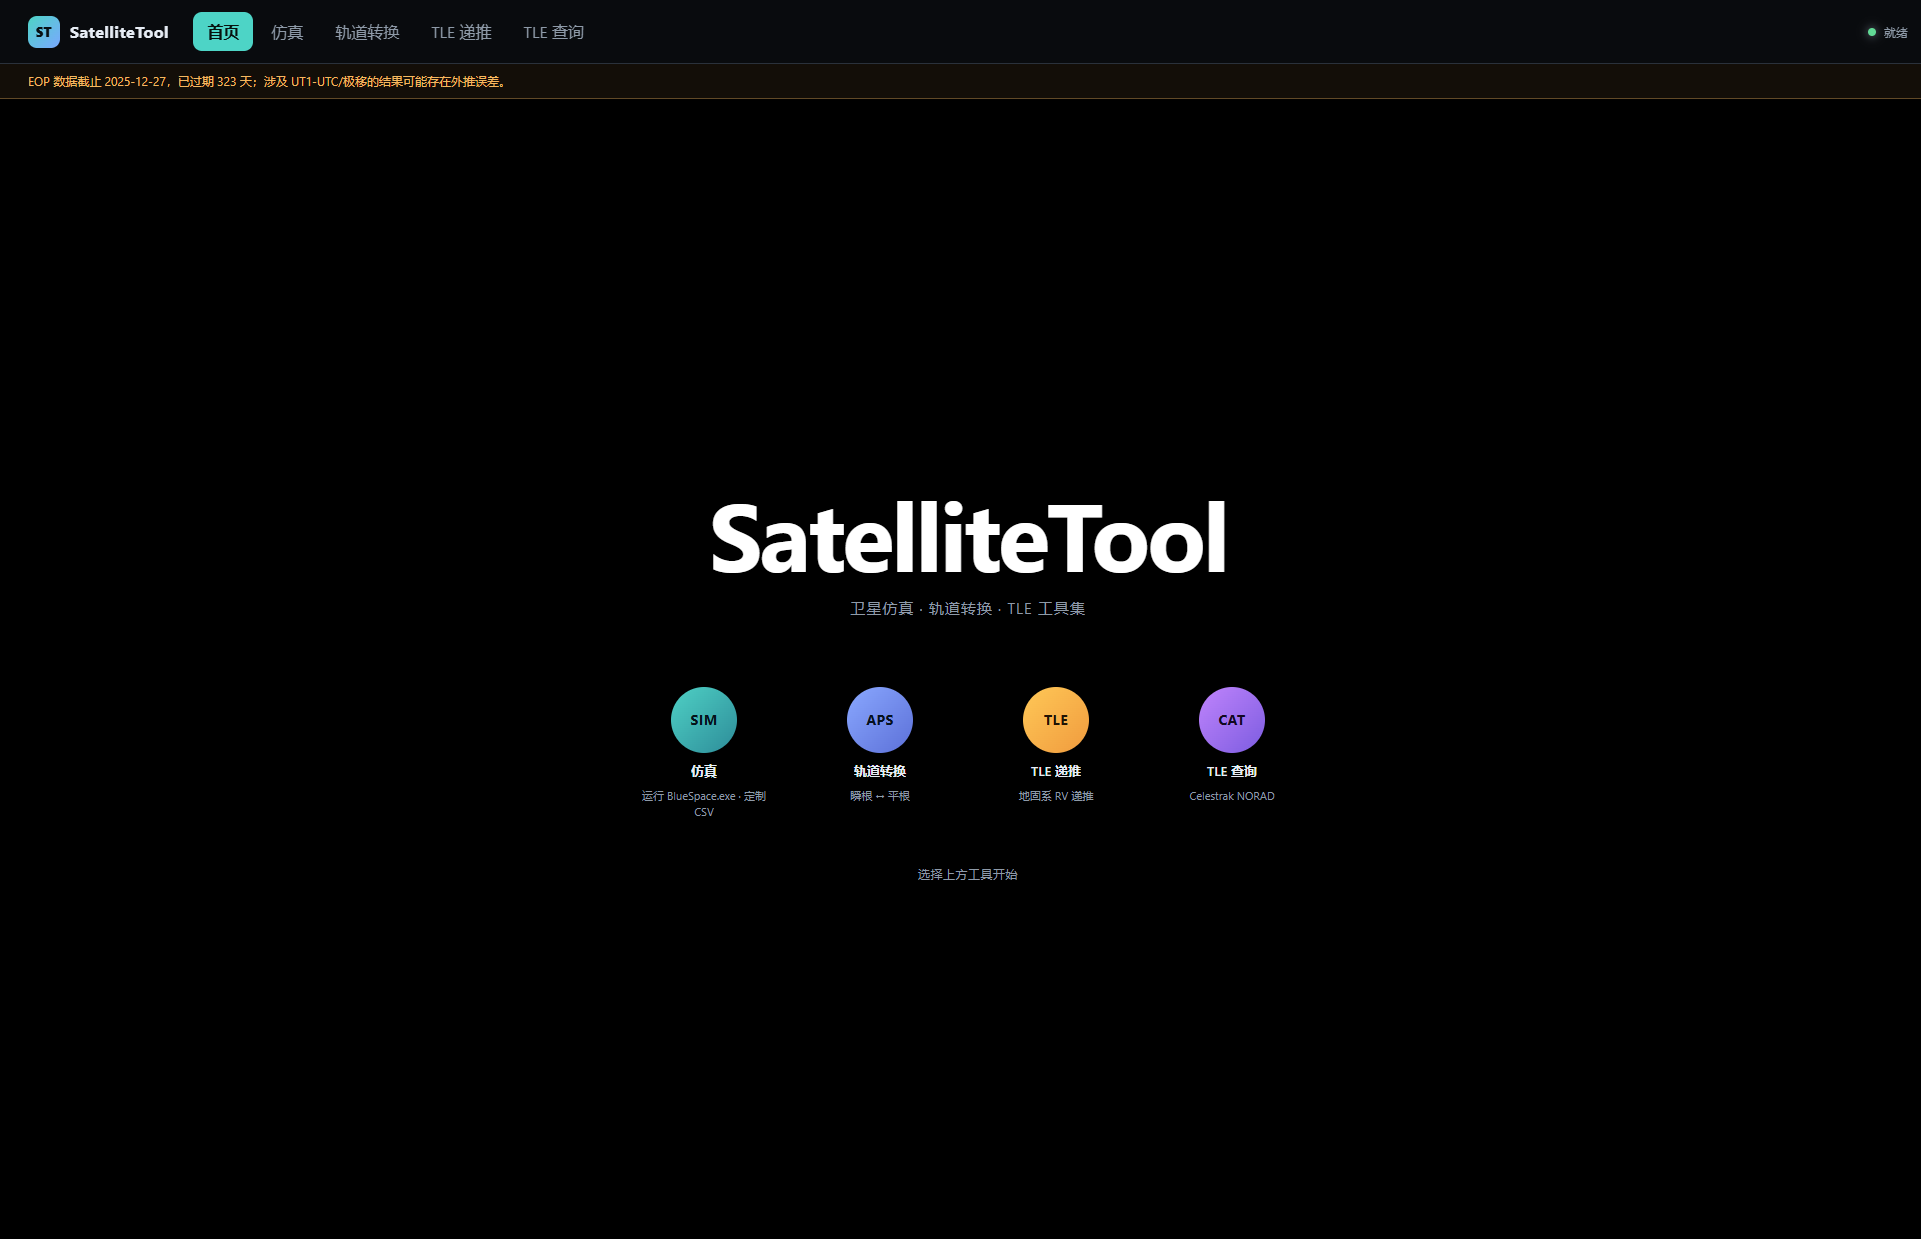 ST SatelliteTool 首页 仿真 轨道转换 TLE 递推 TLE 查询 就绪
EOP 数据截止 2025-12-27，已过期 323 天；涉及 UT1-UTC/极移的结果可能存在外推误差。
SatelliteTool
卫星仿真 · 轨道转换 · TLE 工具集
SIM APS TLE CAT
仿真 轨道转换 TLE 递推 TLE 查询
运行 BlueSpace.exe · 定制 瞬根 ↔ 平根 地固系 RV 递推 Celestrak NORAD
CSV
选择上方工具开始